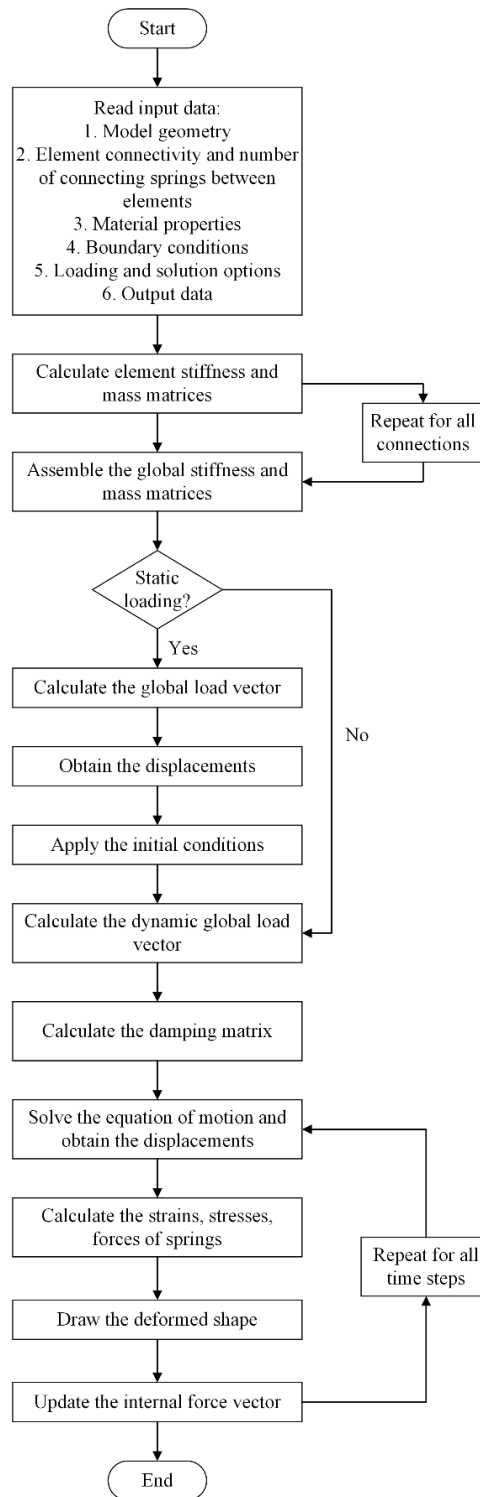 Start
Read input data:
1. Model geometry
2. Element connectivity and number
of connecting springs between
elements
3. Material properties
4. Boundary conditions
5. Loading and solution options
6. Output data
Calculate element stiffness and
mass matrices
Repeat for all
connections
Assemble the global stiffness and
mass matrices
Static
loading?
Yes
No
Calculate the global load vector
Obtain the displacements
Apply the initial conditions
Calculate the dynamic global load
vector
Calculate the damping matrix
Solve the equation of motion and
obtain the displacements
Calculate the strains, stresses,
forces of springs
Repeat for all
time steps
Draw the deformed shape
Update the internal force vector
End